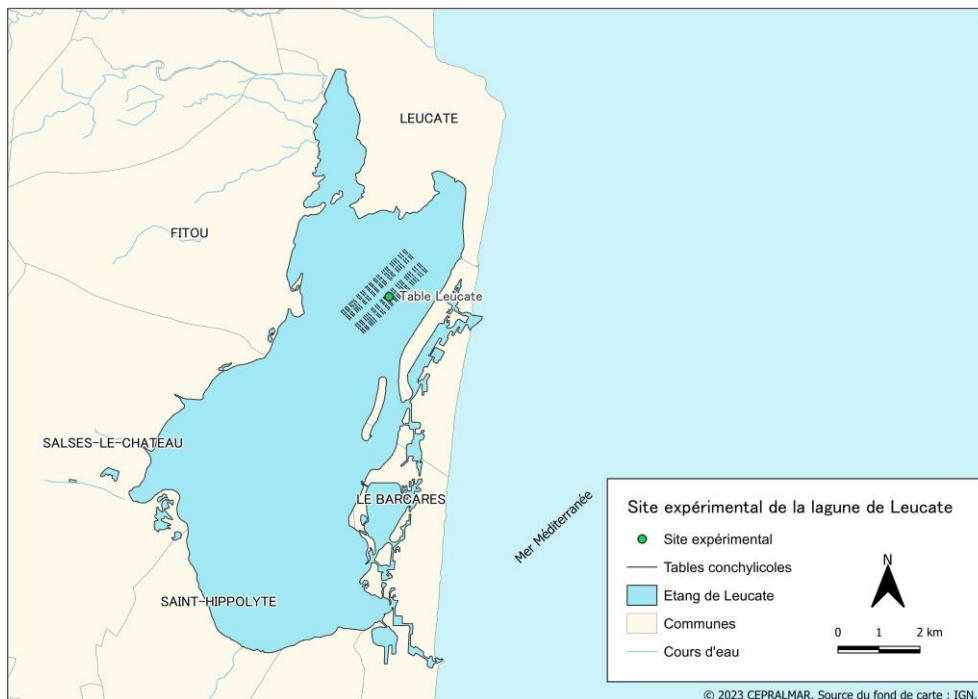 LEUCATE
FITOU
Table Leucate
SALSES-LE-CHATEAU
LE BARCARES
Mer Méditerranée
SAINT-HIPPOLYTE
Site expérimental de la lagune de Leucate
Site expérimental
Tables conchylicoles
Etang de Leucate
Communes
Cours d'eau
N
0 1 2 km
© 2023 CEPRALMAR. Source du fond de carte : IGN